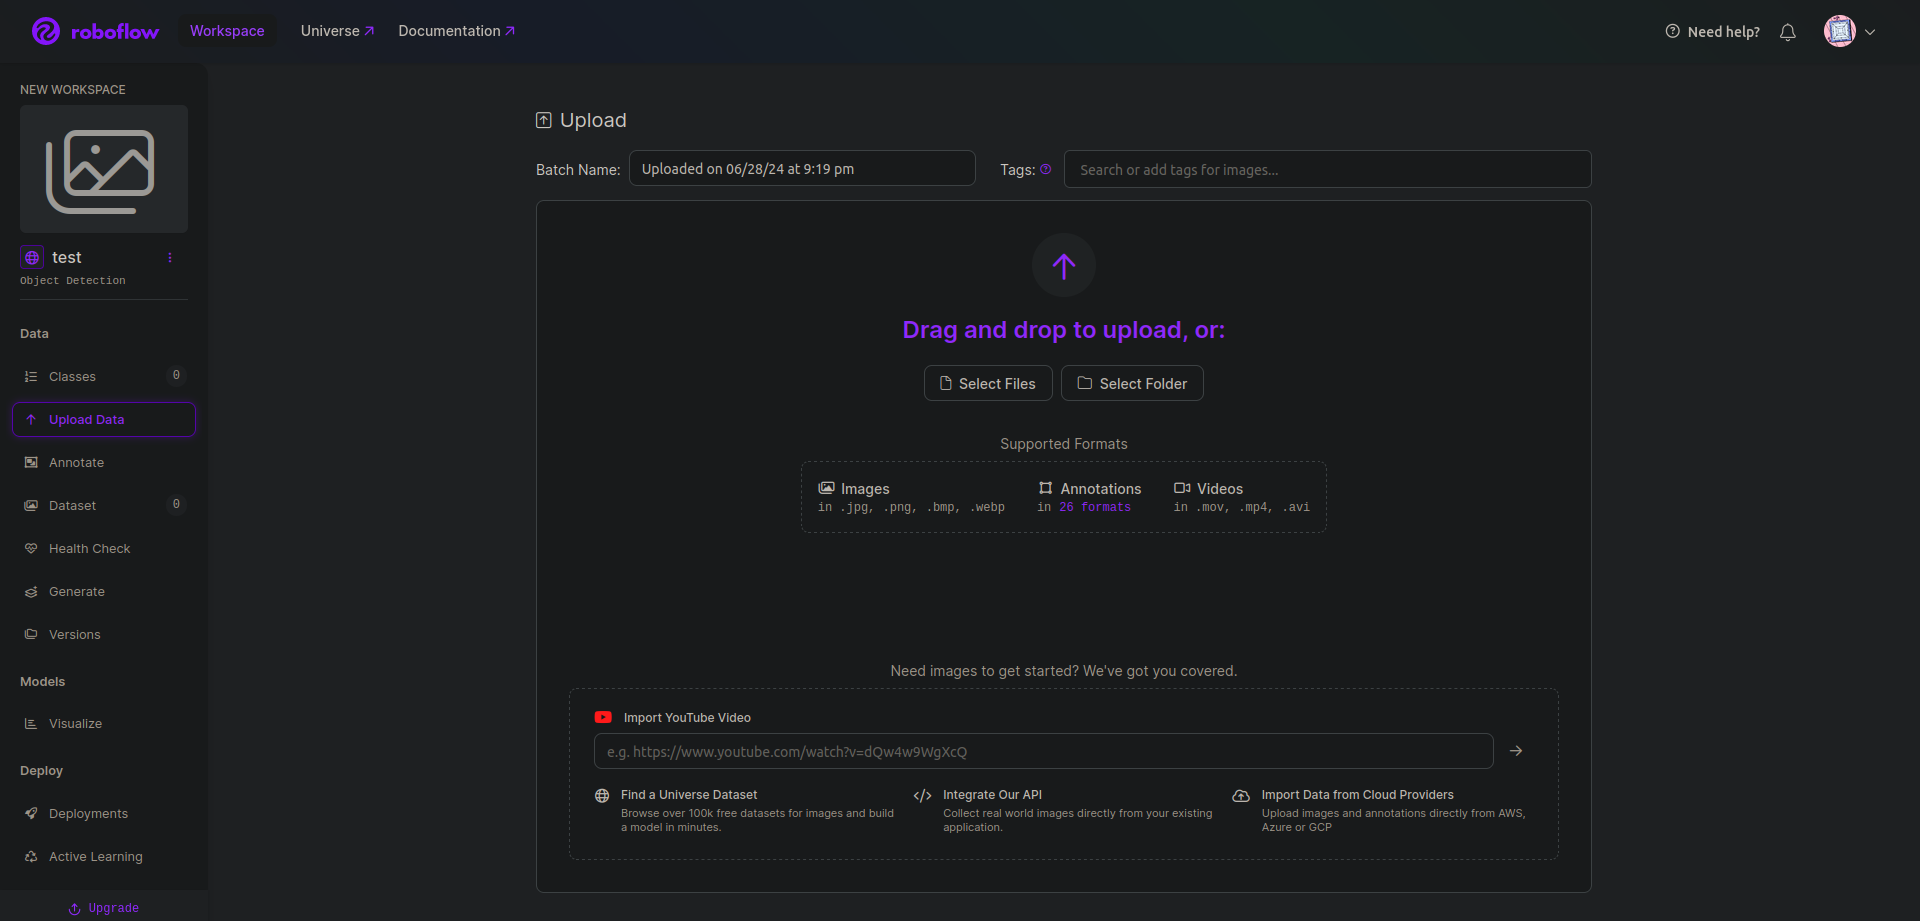 roboflow
Workspace
Universe
Documentation
Need help?
NEW WORKSPACE
test
Object Detection
Data
Classes 0
Upload Data
Annotate
Dataset 0
Health Check
Generate
Versions
Models
Visualize
Deploy
Deployments
Active Learning
Upgrade
Upload
Batch Name: Uploaded on 06/28/24 at 9:19 pm
Tags: Search or add tags for images...
Drag and drop to upload, or:
Select Files
Select Folder
Supported Formats
Images
in .jpg, .png, .bmp, .webp
Annotations
in 26 formats
Videos
in .mov, .mp4, .avi
Need images to get started? We've got you covered.
Import YouTube Video
e.g. https://www.youtube.com/watch?v=dQw4w9WgXcQ
Find a Universe Dataset
Browse over 100k free datasets for images and build
a model in minutes.
Integrate Our API
Collect real world images directly from your existing
application.
Import Data from Cloud Providers
Upload images and annotations directly from AWS,
Azure or GCP